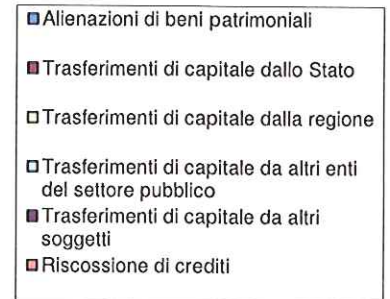 Alienazioni di beni patrimoniali
Trasferimenti di capitale dallo Stato
Trasferimenti di capitale dalla regione
Trasferimenti di capitale da altri enti
del settore pubblico
Trasferimenti di capitale da altri
soggetti
Riscossione di crediti